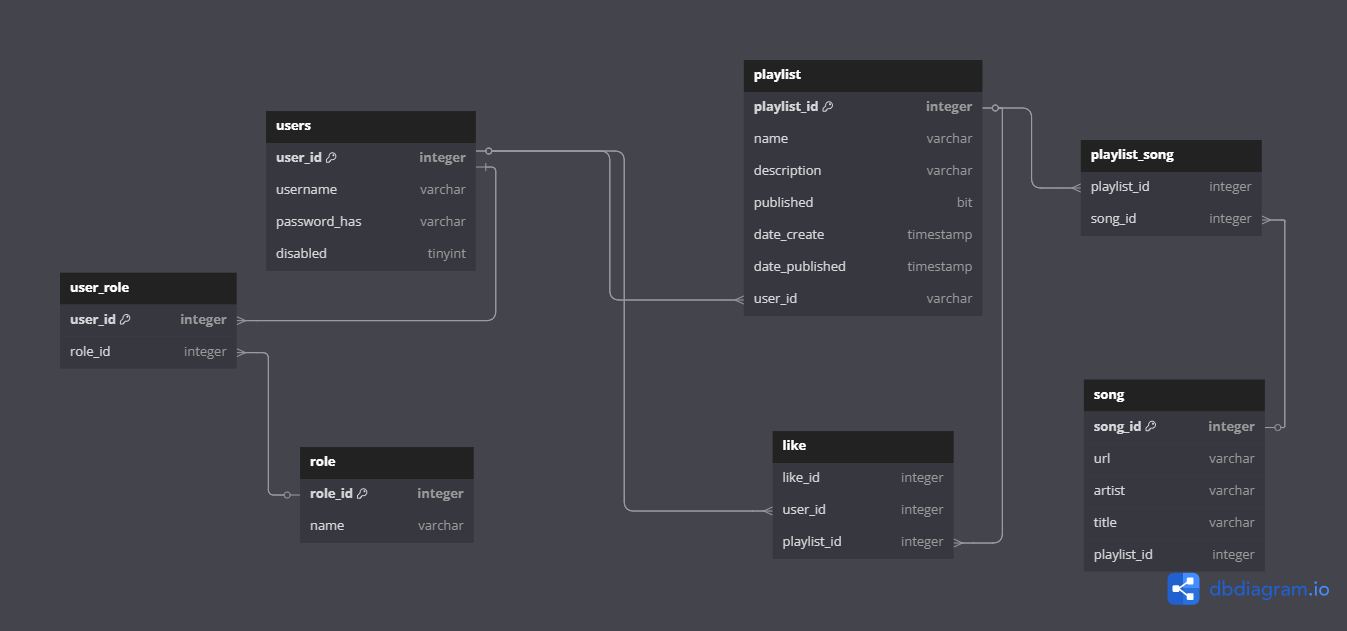 users
user_id integer
username varchar
password_has varchar
disabled tinyint
user_role
user_id integer
role_id integer
role
role_id integer
name varchar
playlist
playlist_id integer
name varchar
description varchar
published bit
date_create timestamp
date_published timestamp
user_id varchar
like
like_id integer
user_id integer
playlist_id integer
playlist_song
playlist_id integer
song_id integer
song
song_id integer
url varchar
artist varchar
title varchar
playlist_id integer
dbdiagram.io